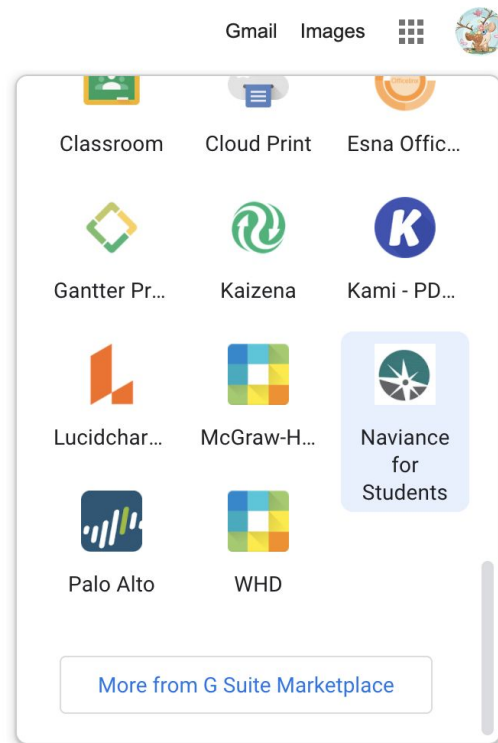 Gmail Images
Classroom Cloud Print Esna Offic...
Gantter Pr... Kaizena Kami - PD...
Lucidchar... McGraw-H... Naviance
for
Students
Palo Alto WHD
More from G Suite Marketplace